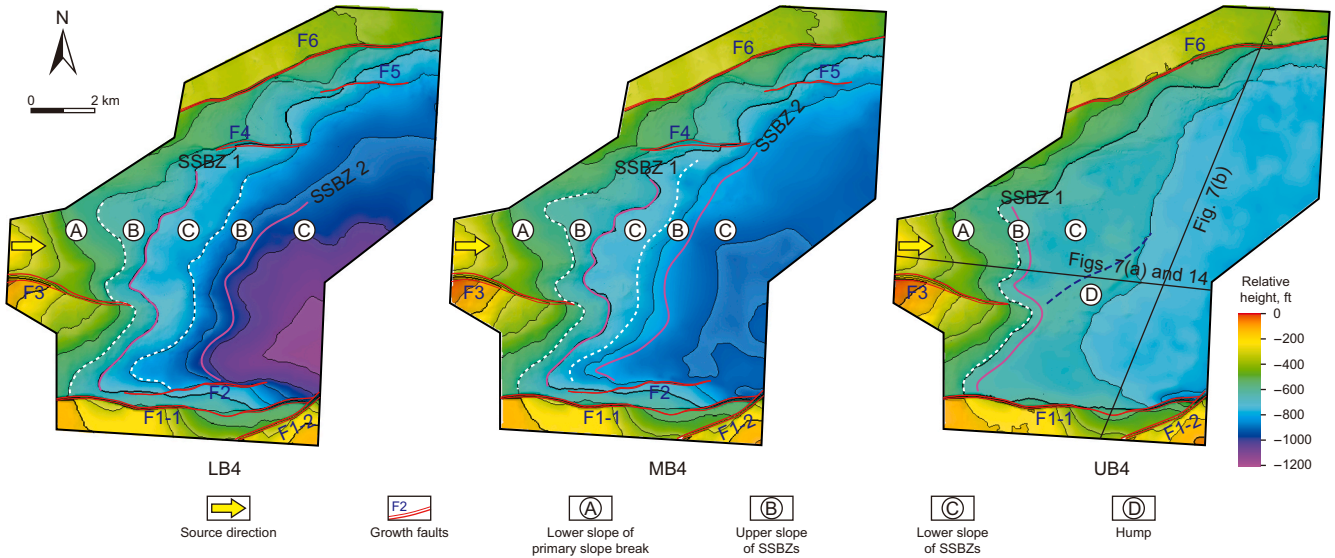 N
0 2 km
F6
F5
F4
SSBZ 1
SSBZ 2
A
B
C
B
C
F3
F2
F1-1
F1-2
LB4
F6
F5
F4
SSBZ 1
SSBZ 2
A
B
C
B
C
F3
F2
F1-1
F1-2
MB4
F6
SSBZ 1
Fig. 7(b)
A
B
C
Figs. 7(a) and 14
D
F3
F1-1
F1-2
UB4
Relative
height, ft
0
−200
−400
−600
−800
−1000
−1200
Source direction
F2
Growth faults
A
Lower slope of
primary slope break
B
Upper slope
of SSBZs
C
Lower slope
of SSBZs
D
Hump